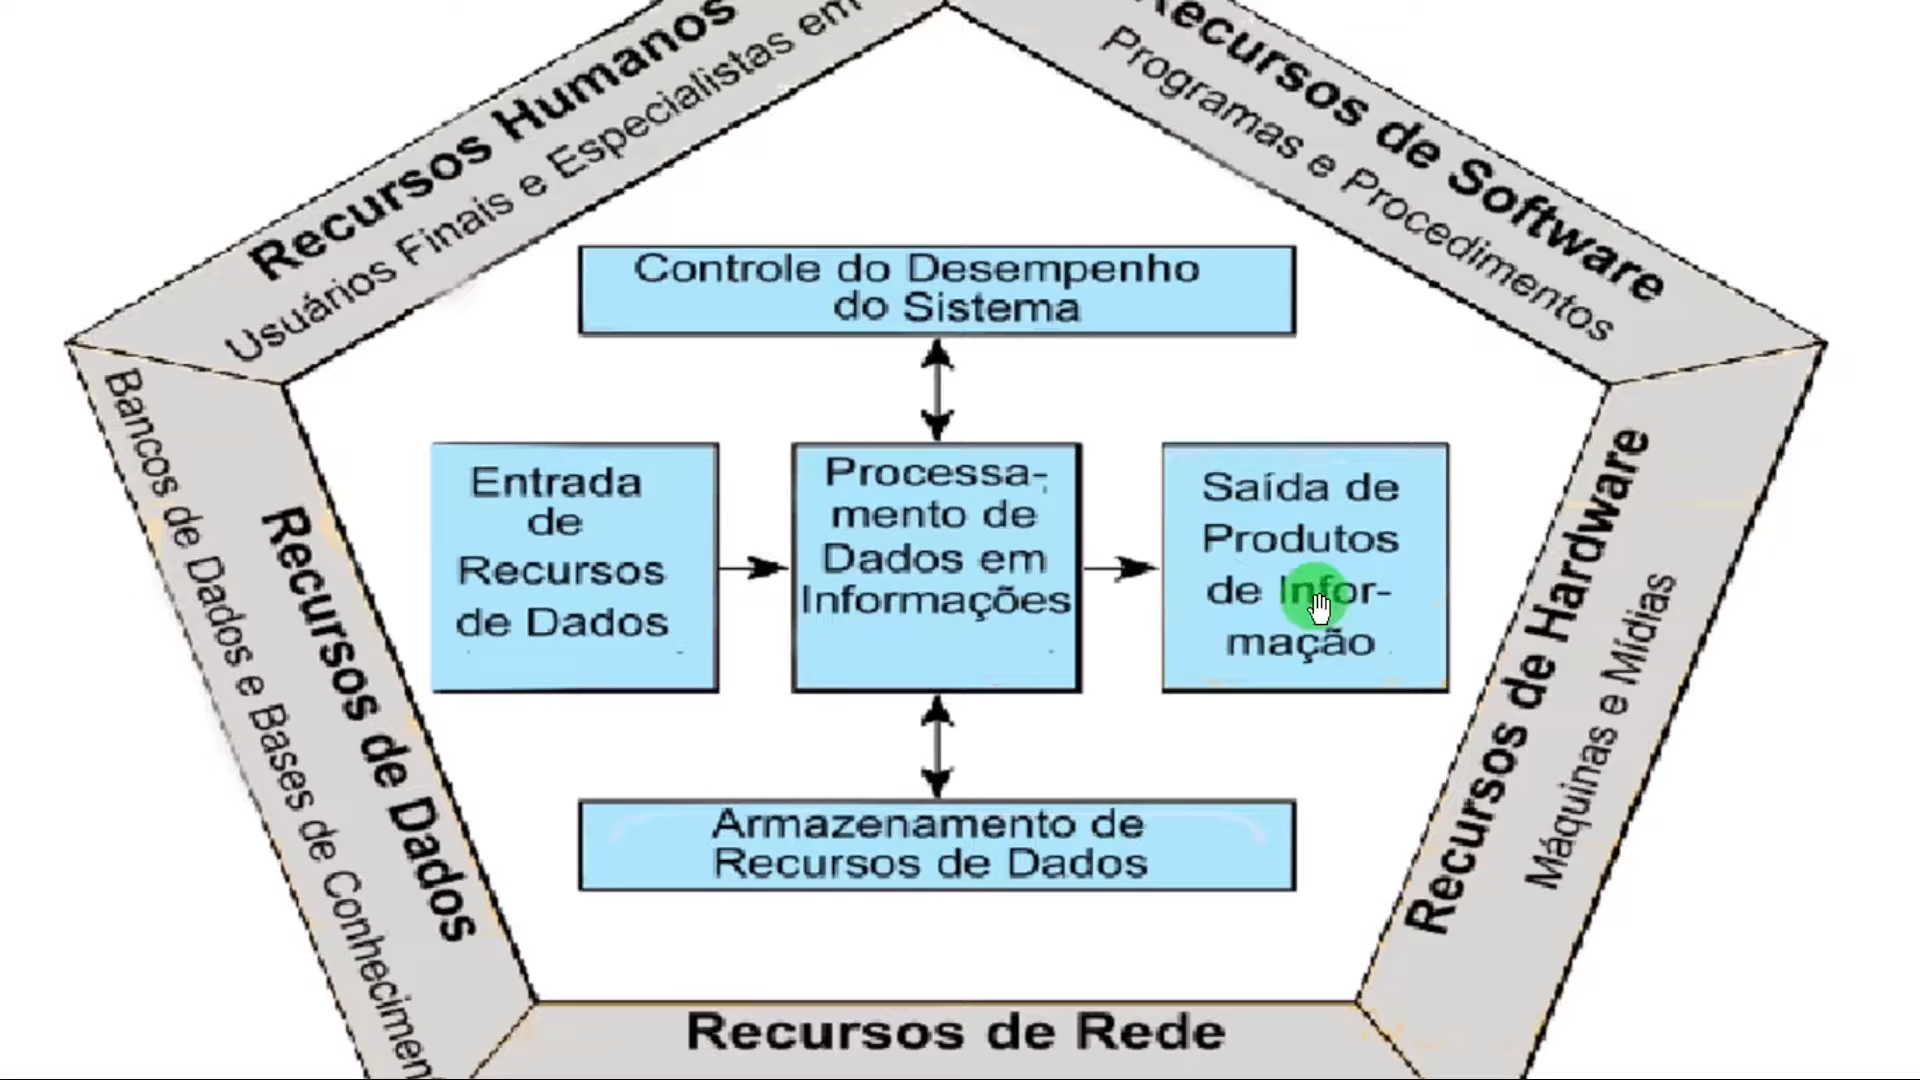 Recursos Humanos
Usuários Finais e Especialistas em
Recursos de Software
Programas e Procedimentos
Controle do Desempenho
do Sistema
Entrada
de
Recursos
de Dados
Processa-
mento de
Dados em
Informações
Saída de
Produtos
de Infor-
mação
Armazenamento de
Recursos de Dados
Bancos de Dados e Bases de Conhecimen
Recursos de Dados
Recursos de Hardware
Máquinas e Mídias
Recursos de Rede